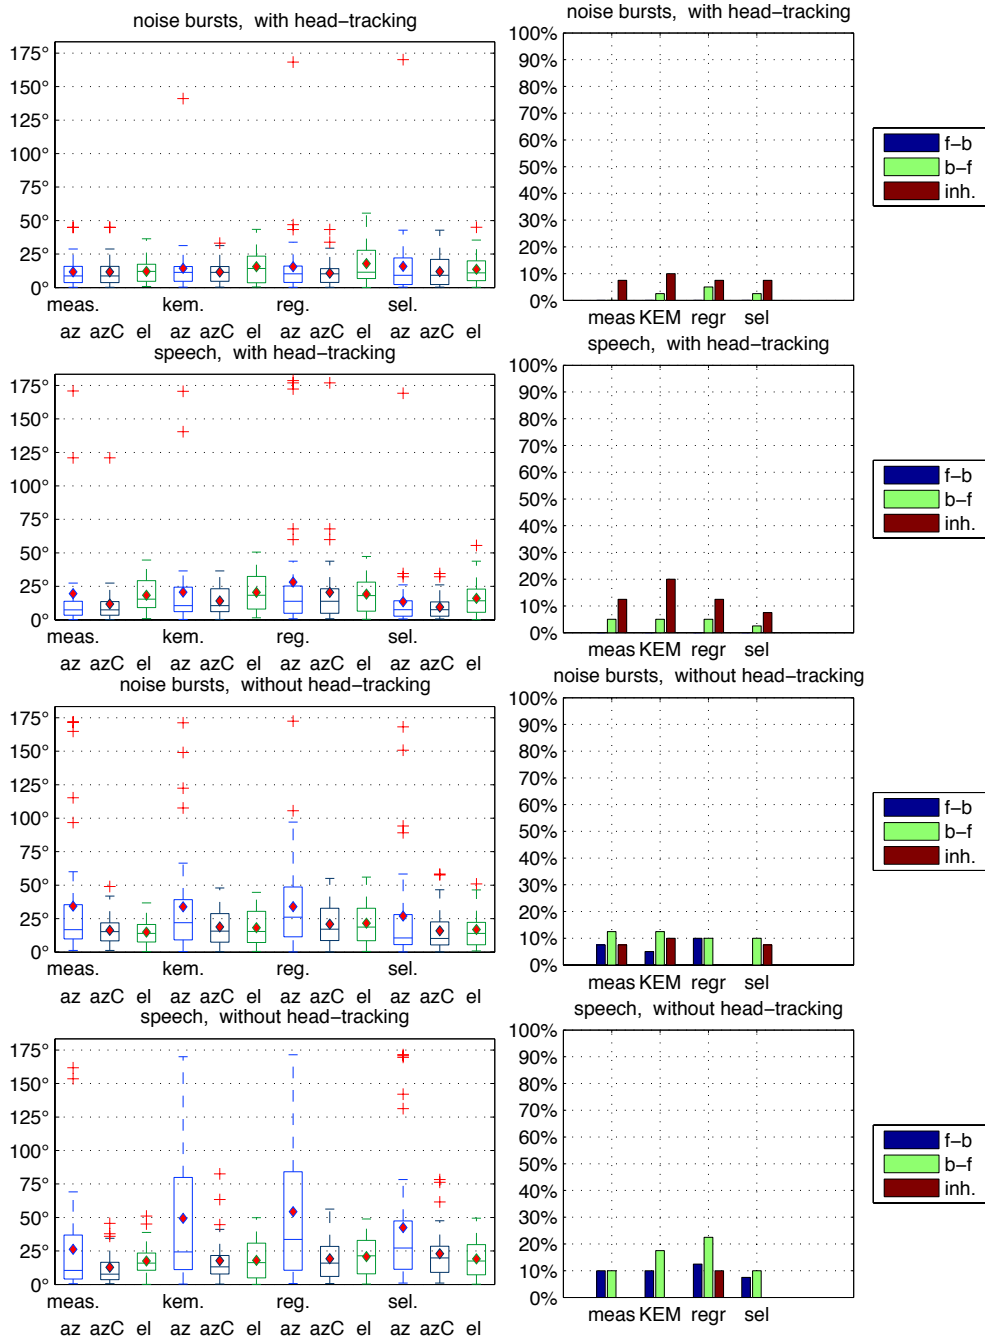 noise bursts, with head-tracking
175°
150°
125°
100°
75°
50°
25°
0°
meas. kem. reg. sel.
az azC el az azC el az azC el az azC el
noise bursts, with head-tracking
100%
90%
80%
70%
60%
50%
40%
30%
20%
10%
0%
meas KEM regr sel
f-b
b-f
inh.
speech, with head-tracking
175°
150°
125°
100°
75°
50°
25°
0°
meas. kem. reg. sel.
az azC el az azC el az azC el az azC el
speech, with head-tracking
100%
90%
80%
70%
60%
50%
40%
30%
20%
10%
0%
meas KEM regr sel
f-b
b-f
inh.
noise bursts, without head-tracking
175°
150°
125°
100°
75°
50°
25°
0°
meas. kem. reg. sel.
az azC el az azC el az azC el az azC el
noise bursts, without head-tracking
100%
90%
80%
70%
60%
50%
40%
30%
20%
10%
0%
meas KEM regr sel
f-b
b-f
inh.
speech, without head-tracking
175°
150°
125°
100°
75°
50°
25°
0°
meas. kem. reg. sel.
az azC el az azC el az azC el az azC el
speech, without head-tracking
100%
90%
80%
70%
60%
50%
40%
30%
20%
10%
0%
meas KEM regr sel
f-b
b-f
inh.